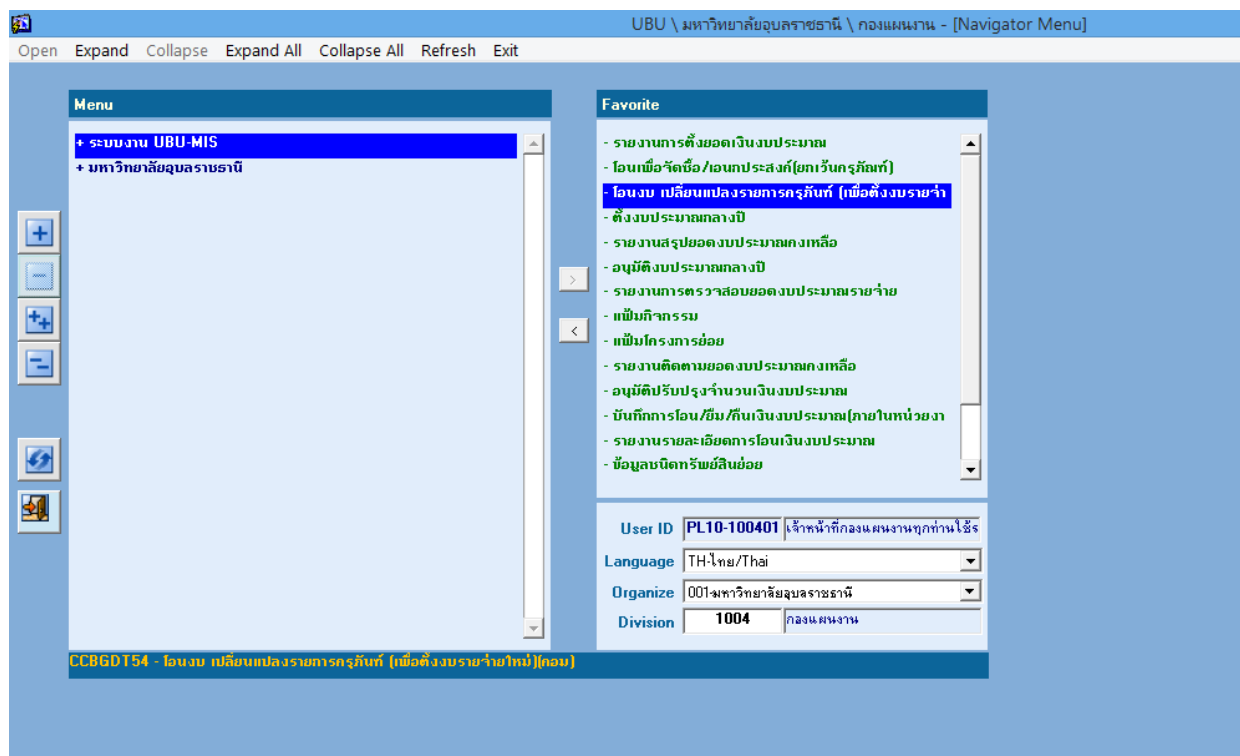 UBU \ มหาวิทยาลัยอุบลราชธานี \ กองแผนงาน - [Navigator Menu]
Open Expand Collapse Expand All Collapse All Refresh Exit
Menu
+ ระบบงาน UBU-MIS
+ มหาวิทยาลัยอุบลราชธานี
Favorite
- รายงานการตั้งยอดเงินงบประมาณ
- โอนเพื่อจัดซื้อ/เอนกประสงค์(ยกเว้นครุภัณฑ์)
- โอนงบ เปลี่ยนแปลงรายการครุภันท์ (เพื่อตั้งงบรายจ่า
- ตั้งงบประมาณกลางปี
- รายงานสรุปยอดงบประมาณคงเหลือ
- อนุมัติงบประมาณกลางปี
- รายงานการตรวจสอบยอดงบประมาณรายจ่าย
- แฟ้มกิจกรรม
- แฟ้มโครงการย่อย
- รายงานติดตามยอดงบประมาณคงเหลือ
- อนุมัติปรับปรุงจำนวนเงินงบประมาณ
- บันทึกการโอน/ยืม/คืนเงินงบประมาณ(ภายในหน่วยงา
- รายงานรายละเอียดการโอนเงินงบประมาณ
- ข้อมูลชนิดทรัพย์สินย่อย
>
<
User ID PL10-100401 เจ้าหน้าที่กองแผนงานทุกท่านใช้ร
Language TH-ไทย/Thai
Organize 001-มหาวิทยาลัยอุบลราชธานี
Division 1004 กองแผนงาน
CCBGDT54 - โอนงบ เปลี่ยนแปลงรายการครุภันท์ (เพื่อตั้งงบรายจ่ายใหม่)(คอม)